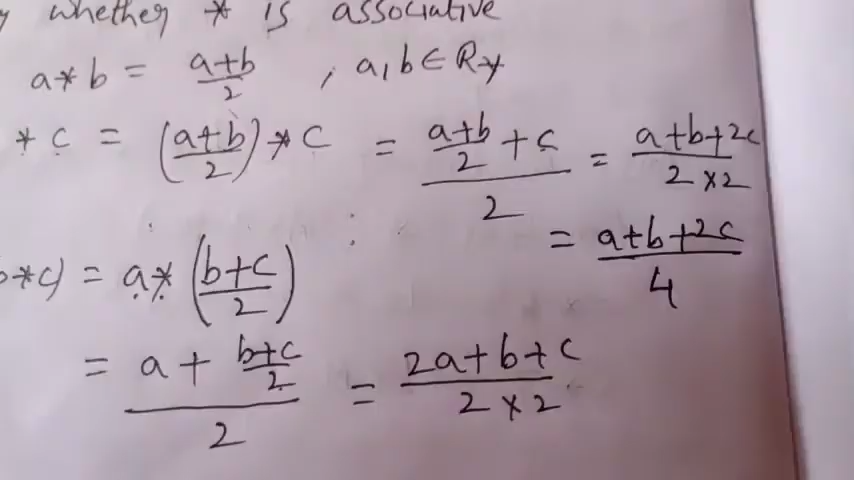 whether * is associative
a*b = a+b/2 , a,b ∈ R
* c = (a+b/2) * c = (a+b/2 + c)/2 = a+b+2c/2×2
= a+b+2c/4
*c) = a* (b+c/2)
= (a + b+c/2)/2 = 2a+b+c/2×2